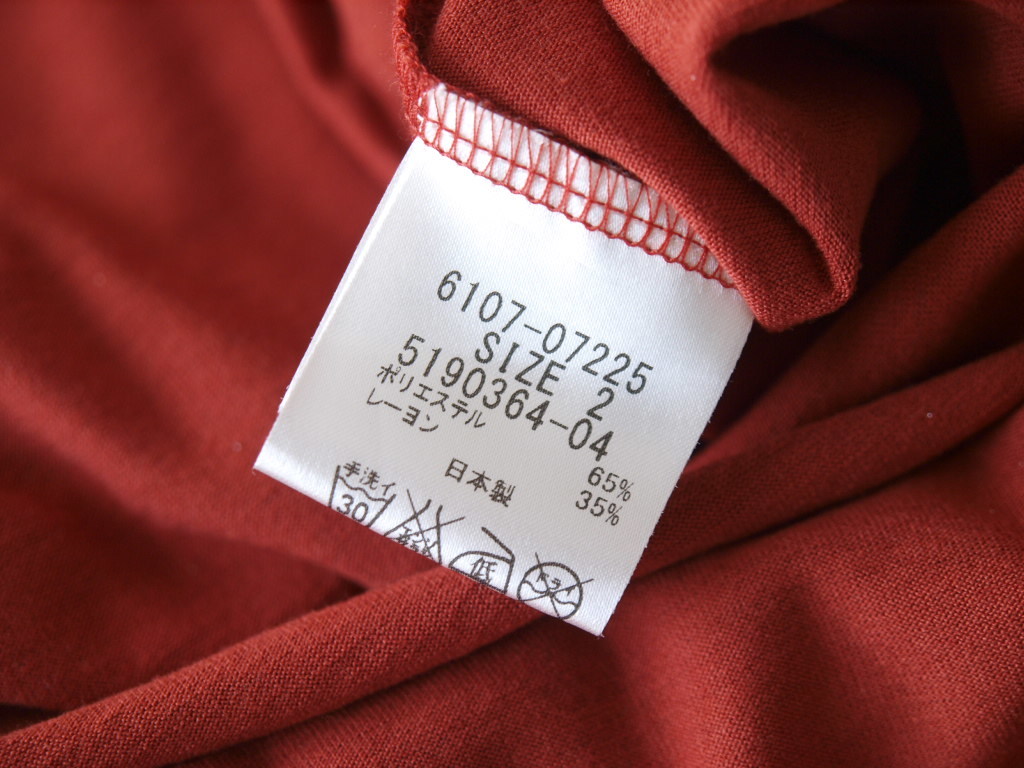 6107-07225
SIZE 2
5190364-04
ポリエステル 65%
レーヨン 35%
日本製
手洗イ
30
低
ドライ